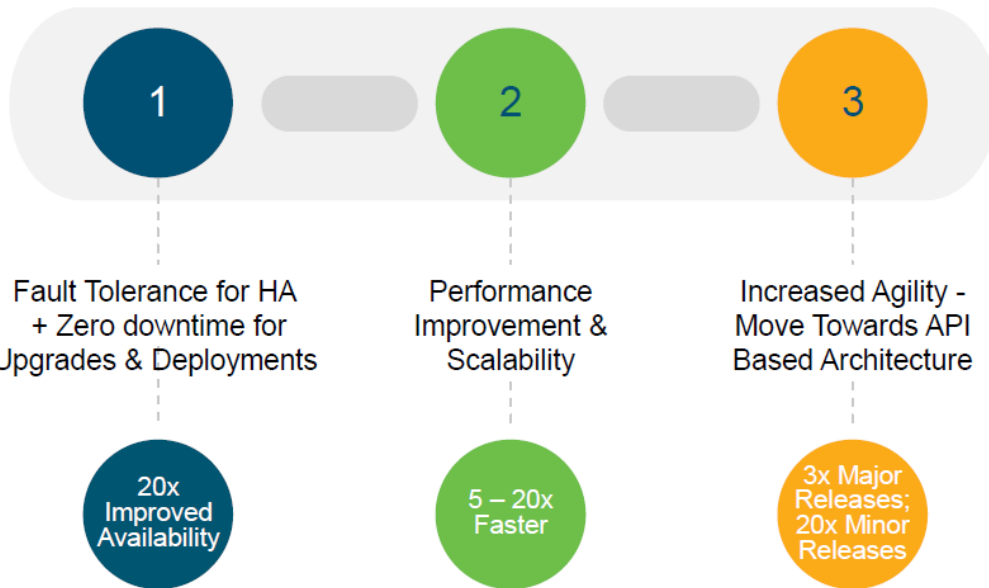 1
2
3
Fault Tolerance for HA
+ Zero downtime for
Upgrades & Deployments
Performance
Improvement &
Scalability
Increased Agility -
Move Towards API
Based Architecture
20x
Improved
Availability
5 – 20x
Faster
3x Major
Releases;
20x Minor
Releases